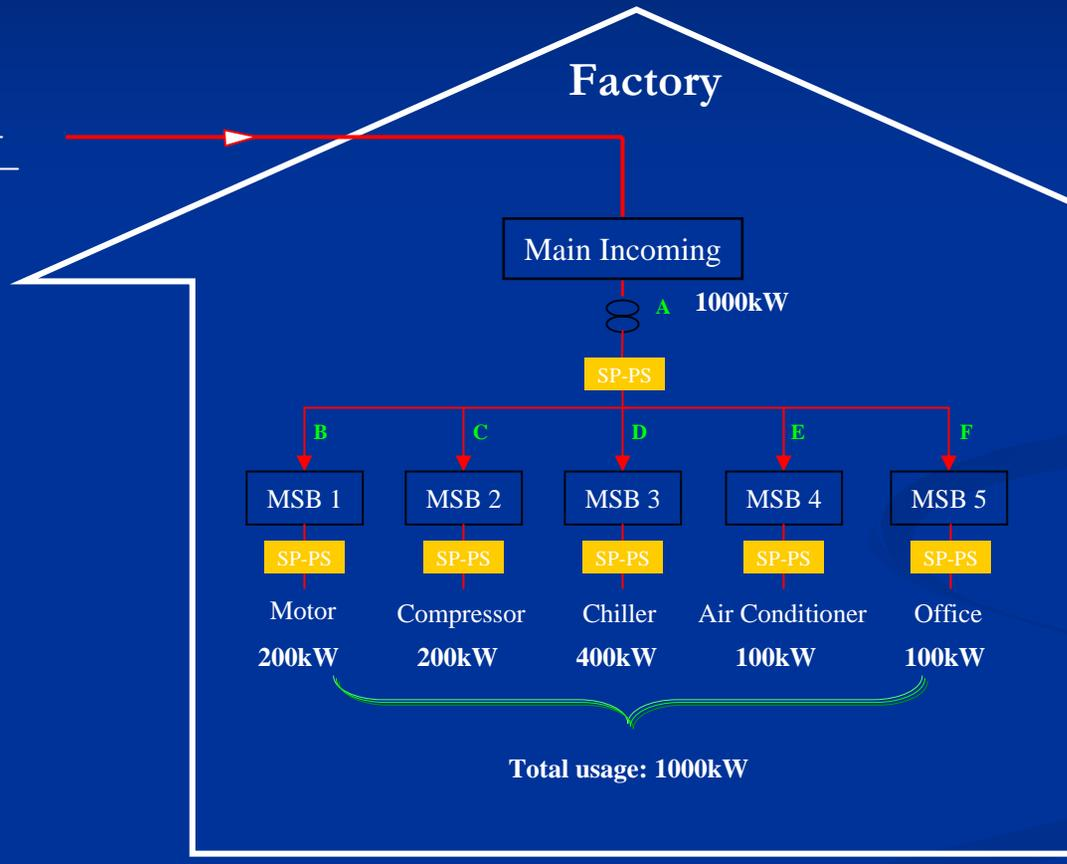 Factory
Main Incoming
A 1000kW
SP-PS
B C D E F
MSB 1 MSB 2 MSB 3 MSB 4 MSB 5
SP-PS SP-PS SP-PS SP-PS SP-PS
Motor Compressor Chiller Air Conditioner Office
200kW 200kW 400kW 100kW 100kW
Total usage: 1000kW